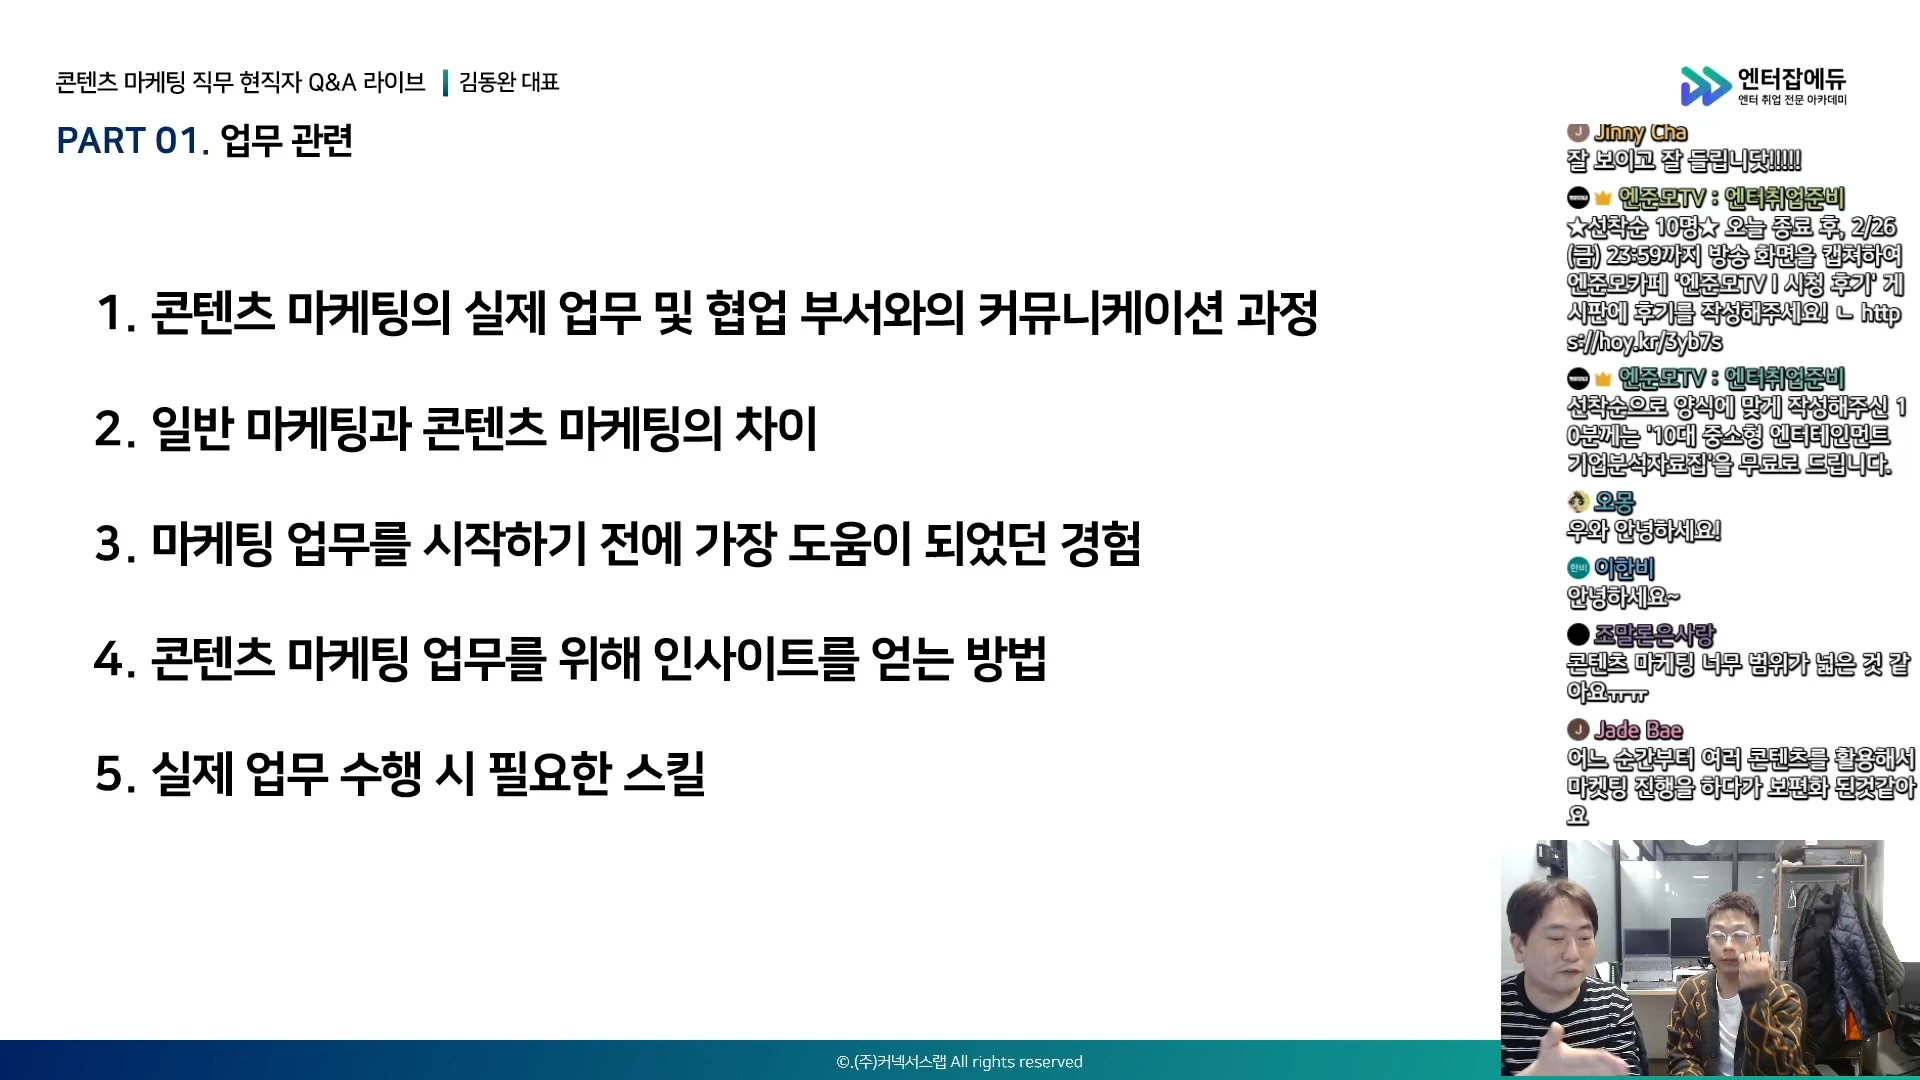 콘텐츠 마케팅 직무 현직자 Q&A 라이브 | 김동완 대표
PART 01. 업무 관련
엔터잡에듀
엔터 취업 전문 아카데미
1. 콘텐츠 마케팅의 실제 업무 및 협업 부서와의 커뮤니케이션 과정
2. 일반 마케팅과 콘텐츠 마케팅의 차이
3. 마케팅 업무를 시작하기 전에 가장 도움이 되었던 경험
4. 콘텐츠 마케팅 업무를 위해 인사이트를 얻는 방법
5. 실제 업무 수행 시 필요한 스킬
J Jinny Cha
잘 보이고 잘 들립니닷!!!!!
엔준모TV : 엔터취업준비
★선착순 10명★ 오늘 종료 후, 2/26
(금) 23:59까지 방송 화면을 캡쳐하여
엔준모카페 '엔준모TV l 시청 후기' 게
시판에 후기를 작성해주세요! ㄴ http
s://hoy.kr/3yb7s
엔준모TV : 엔터취업준비
선착순으로 양식에 맞게 작성해주신 1
0분께는 '10대 중소형 엔터테인먼트
기업분석자료집'을 무료로 드립니다.
오몽
우와 안녕하세요!
한비 이한비
안녕하세요~
조말론은사랑
콘텐츠 마케팅 너무 범위가 넓은 것 같
아요ㅠㅠ
J Jade Bae
어느 순간부터 여러 콘텐츠를 활용해서
마켓팅 진행을 하다가 보편화 된것같아
요
©.(주)커넥서스랩 All rights reserved